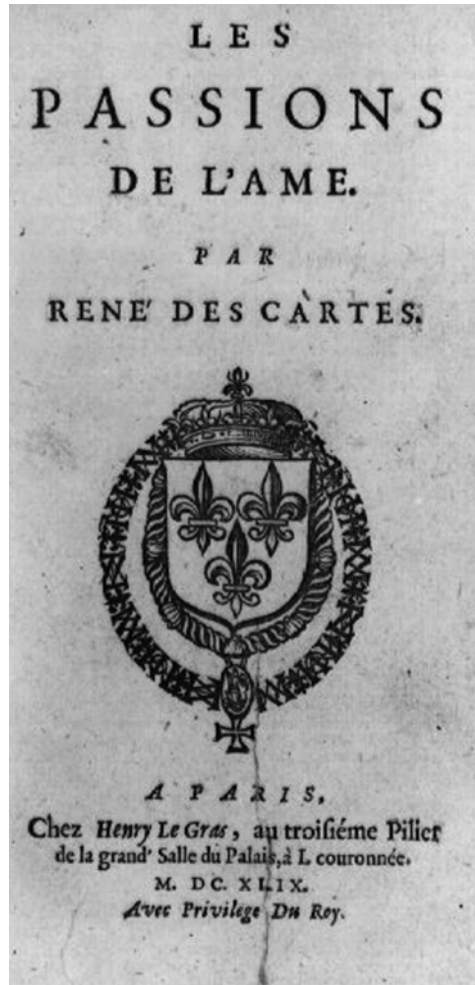 LES
PASSIONS
DE L'AME.
PAR
RENE' DES CARTES.
A PARIS,
Chez Henry Le Gras, au troisiéme Pilier
de la grand' Salle du Palais, à L couronnée.
M. DC. XLIX.
Avec Privilege Du Roy.